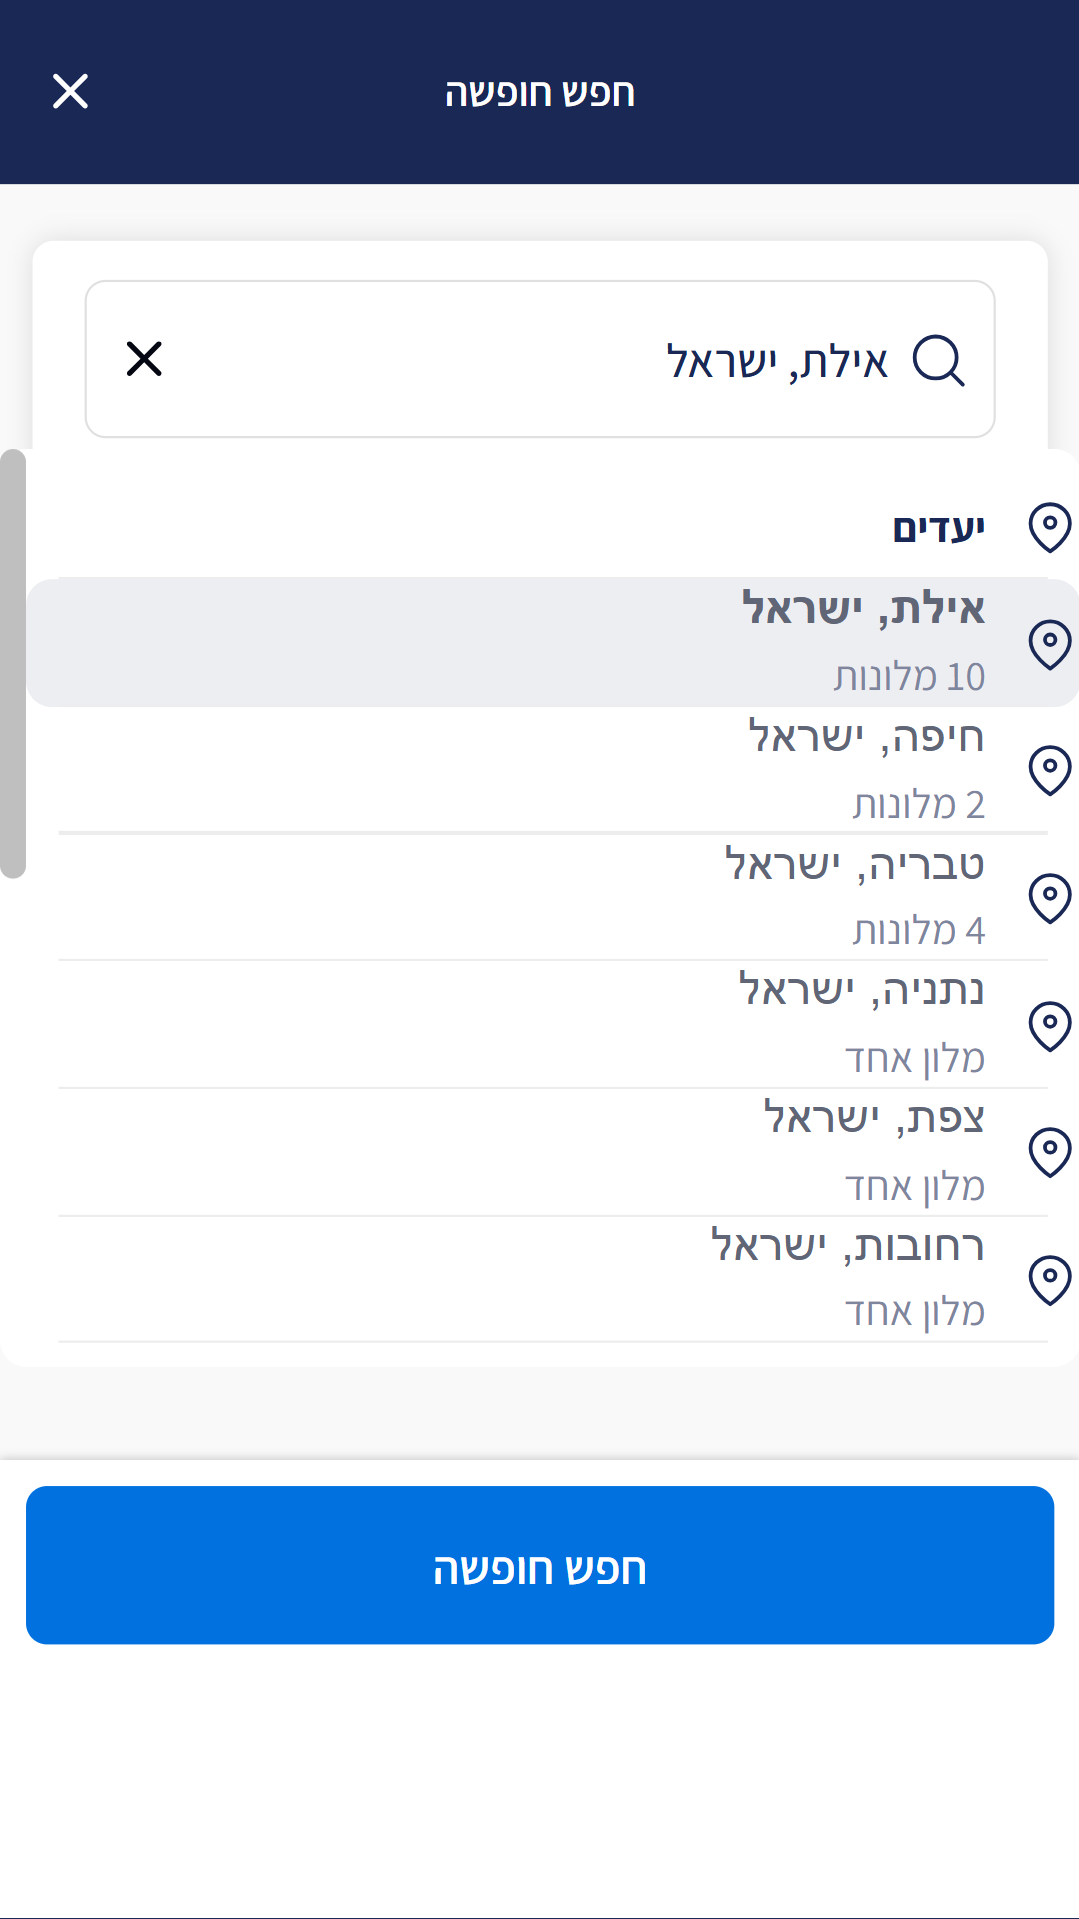 חפש חופשה
אילת, ישראל
יעדים
אילת, ישראל
10 מלונות
חיפה, ישראל
2 מלונות
טבריה, ישראל
4 מלונות
נתניה, ישראל
מלון אחד
צפת, ישראל
מלון אחד
רחובות, ישראל
מלון אחד
חפש חופשה